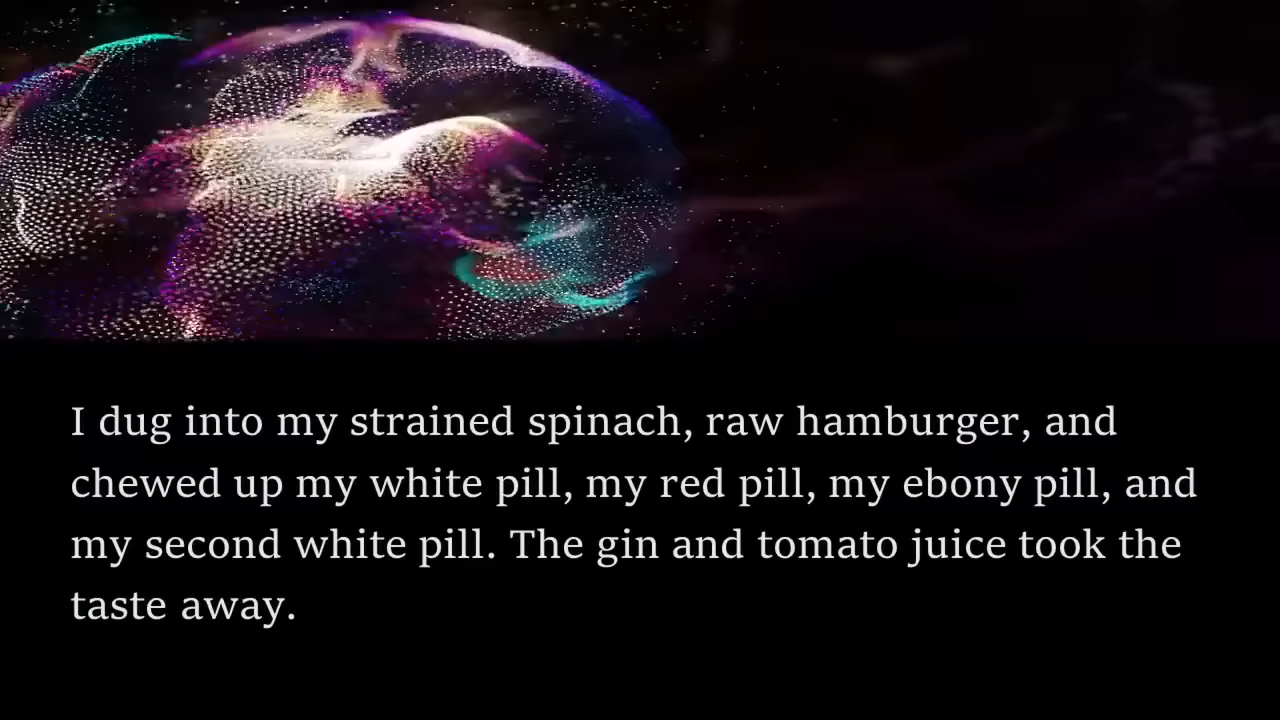 I dug into my strained spinach, raw hamburger, and
chewed up my white pill, my red pill, my ebony pill, and
my second white pill. The gin and tomato juice took the
taste away.